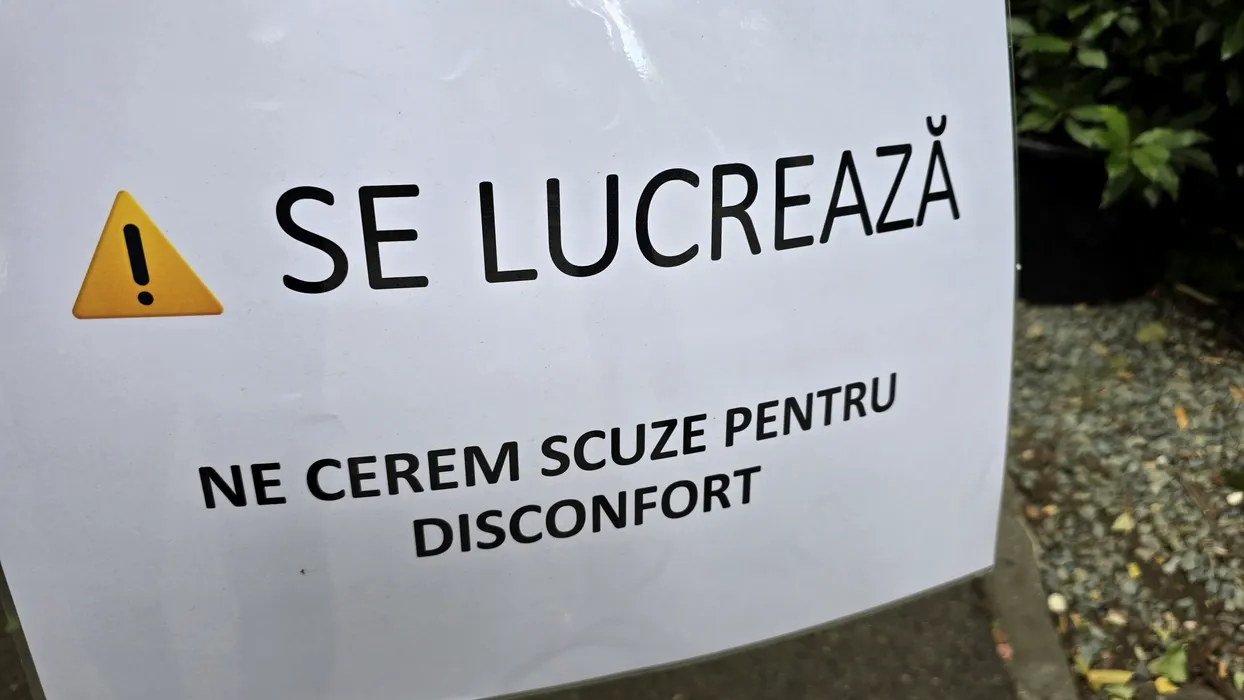 ⚠ SE LUCREAZĂ
NE CEREM SCUZE PENTRU
DISCONFORT